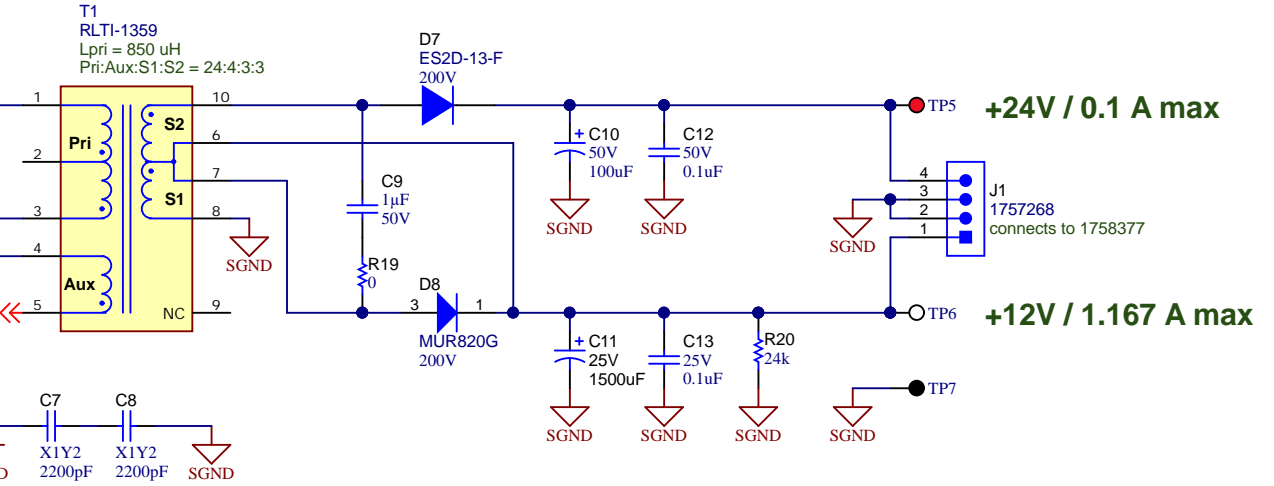 T1
RLTI-1359
Lpri = 850 uH
Pri:Aux:S1:S2 = 24:4:3:3
1
2
3
4
5
Pri
Aux
S2
S1
NC
10
6
7
8
9
SGND
D7
ES2D-13-F
200V
C9
1µF
50V
R19
0
D8
3
1
MUR820G
200V
+
C10
50V
100uF
SGND
C12
50V
0.1uF
SGND
TP5
+24V / 0.1 A max
4
3
2
1
J1
1757268
connects to 1758377
SGND
+
C11
25V
1500uF
SGND
C13
25V
0.1uF
SGND
R20
24k
SGND
TP6
+12V / 1.167 A max
TP7
SGND
C7
X1Y2
2200pF
C8
X1Y2
2200pF
SGND
D